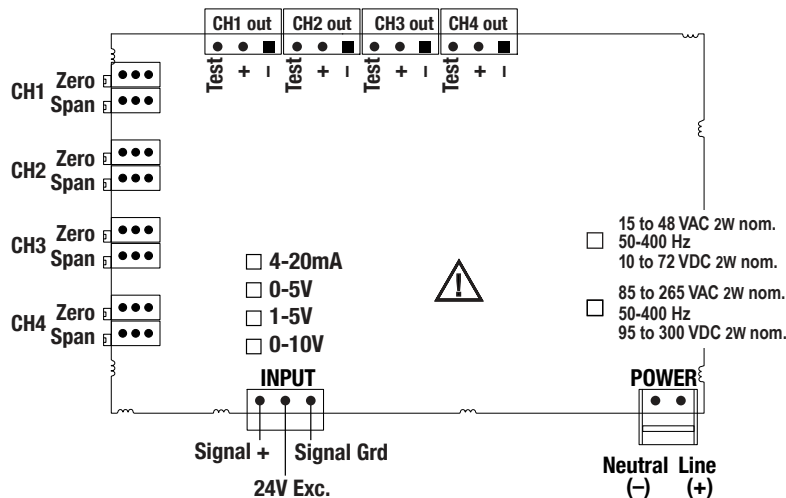 CH1 out CH2 out CH3 out CH4 out
Test + – Test + – Test + – Test + –
CH1 Zero
Span
CH2 Zero
Span
CH3 Zero
Span
CH4 Zero
Span
4-20mA
0-5V
1-5V
0-10V
15 to 48 VAC 2W nom.
50-400 Hz
10 to 72 VDC 2W nom.
85 to 265 VAC 2W nom.
50-400 Hz
95 to 300 VDC 2W nom.
!
INPUT
Signal + Signal Grd
24V Exc.
POWER
Neutral Line
(–) (+)